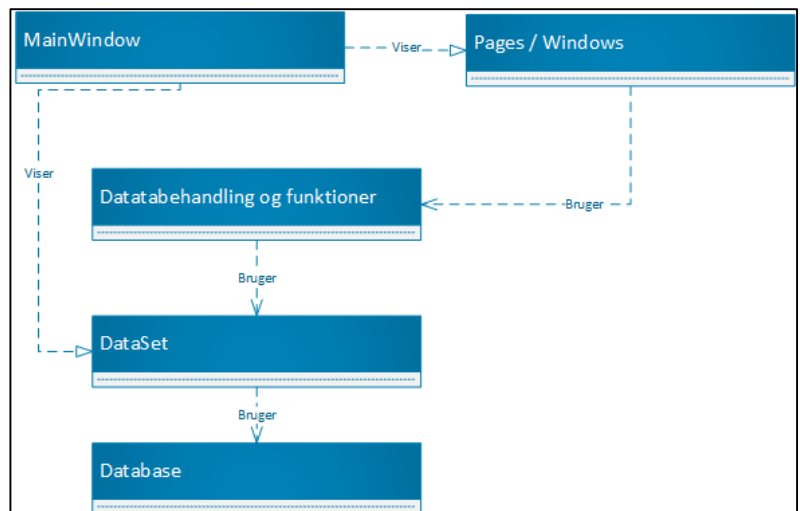 MainWindow
Viser
Pages / Windows
Viser
Datatabehandling og funktioner
Bruger
Bruger
DataSet
Bruger
Database